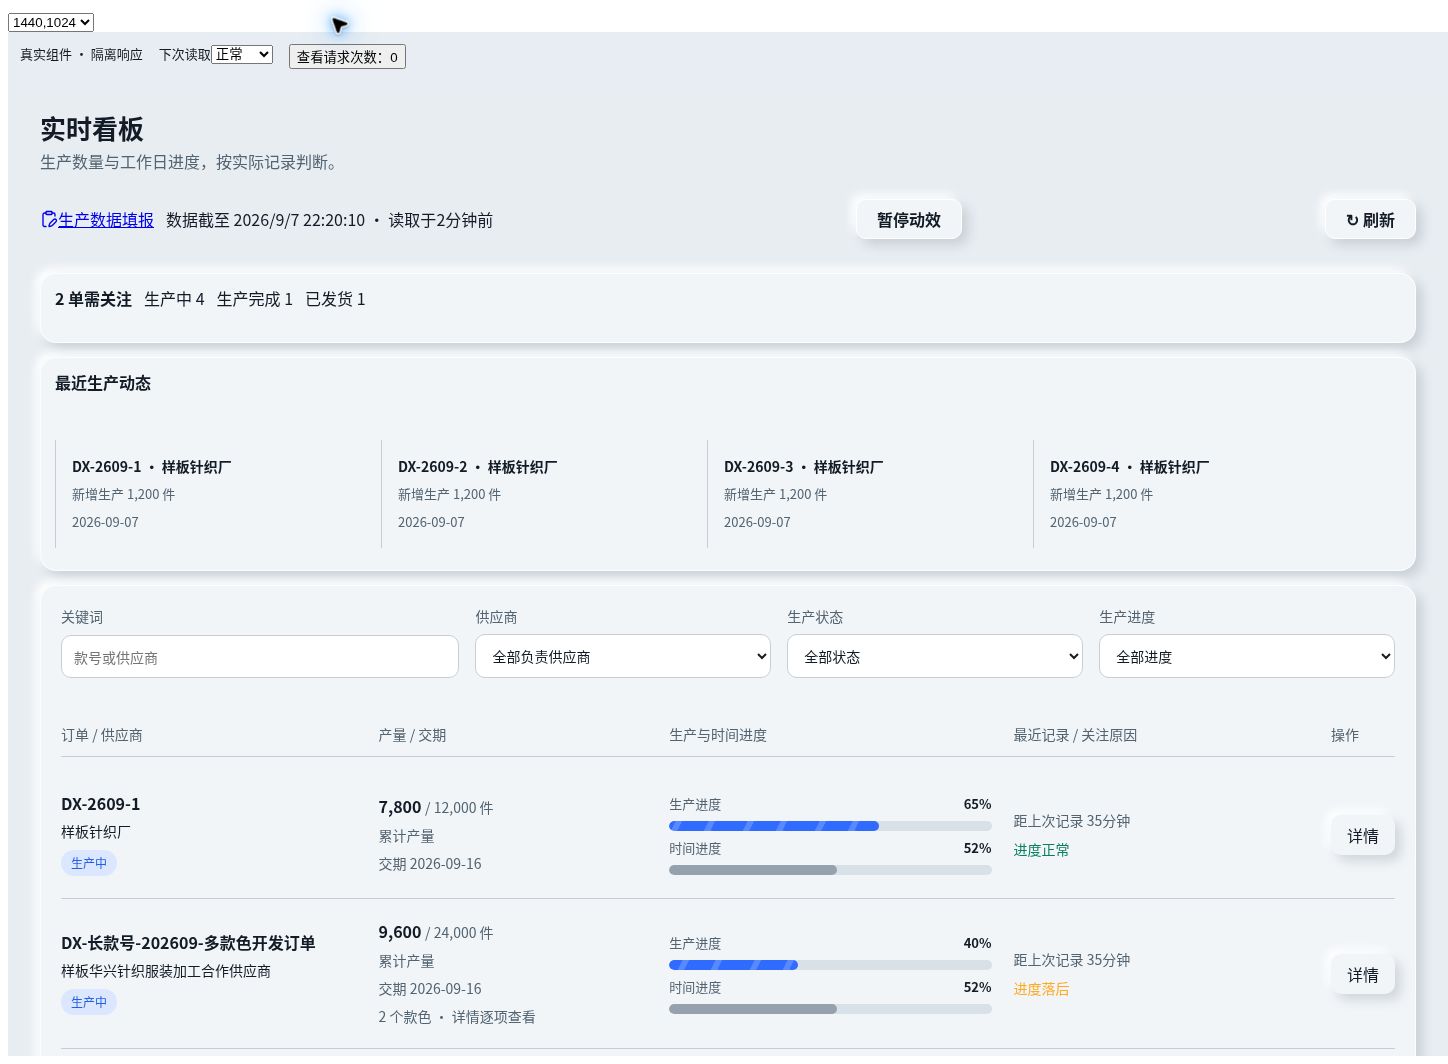 1440,1024
真实组件 · 隔离响应 下次读取 正常 查看请求次数：0
实时看板
生产数量与工作日进度，按实际记录判断。
生产数据填报 数据截至 2026/9/7 22:20:10 · 读取于2分钟前 暂停动效 ↻ 刷新
2 单需关注 生产中 4 生产完成 1 已发货 1
最近生产动态
DX-2609-1 · 样板针织厂 DX-2609-2 · 样板针织厂 DX-2609-3 · 样板针织厂 DX-2609-4 · 样板针织厂
新增生产 1,200 件 新增生产 1,200 件 新增生产 1,200 件 新增生产 1,200 件
2026-09-07 2026-09-07 2026-09-07 2026-09-07
关键词 供应商 生产状态 生产进度
款号或供应商 全部负责供应商 全部状态 全部进度
订单 / 供应商 产量 / 交期 生产与时间进度 最近记录 / 关注原因 操作
DX-2609-1
样板针织厂
生产中
7,800 / 12,000 件
累计产量
交期 2026-09-16
生产进度 65%
时间进度 52%
距上次记录 35分钟
进度正常
详情
DX-长款号-202609-多款色开发订单
样板华兴针织服装加工合作供应商
生产中
9,600 / 24,000 件
累计产量
交期 2026-09-16
2 个款色 · 详情逐项查看
生产进度 40%
时间进度 52%
距上次记录 35分钟
进度落后
详情